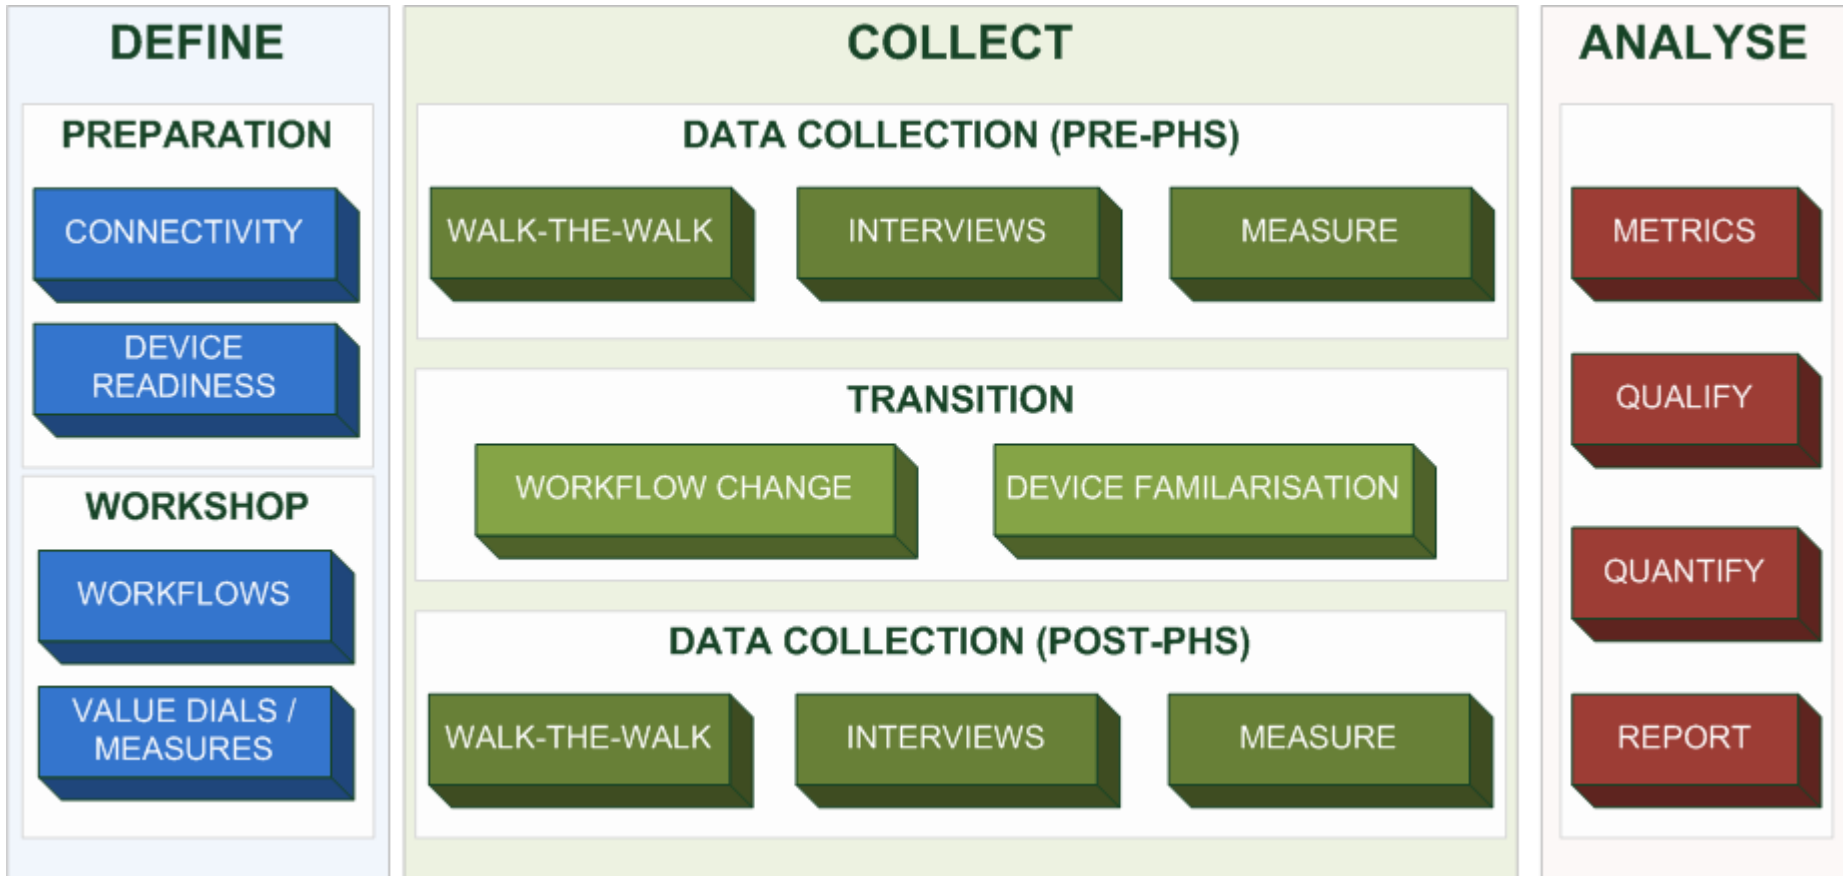 DEFINE
PREPARATION
CONNECTIVITY
DEVICE
READINESS
WORKSHOP
WORKFLOWS
VALUE DIALS /
MEASURES
COLLECT
DATA COLLECTION (PRE-PHS)
WALK-THE-WALK
INTERVIEWS
MEASURE
TRANSITION
WORKFLOW CHANGE
DEVICE FAMILARISATION
DATA COLLECTION (POST-PHS)
WALK-THE-WALK
INTERVIEWS
MEASURE
ANALYSE
METRICS
QUALIFY
QUANTIFY
REPORT